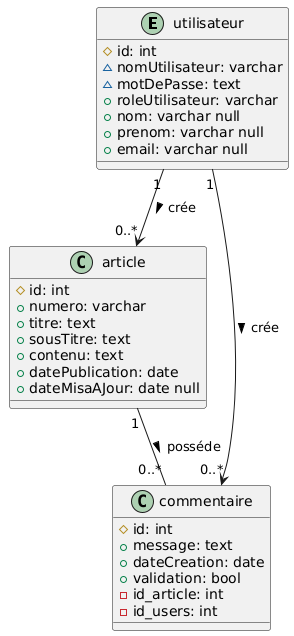 E utilisateur
id: int
nomUtilisateur: varchar
motDePasse: text
roleUtilisateur: varchar
nom: varchar null
prenom: varchar null
email: varchar null
1 1
crée
0..*
C article
id: int
numero: varchar
titre: text
sousTitre: text
contenu: text
datePublication: date
dateMisaAJour: date null
crée
1
posséde
0..* 0..*
C commentaire
id: int
message: text
dateCreation: date
validation: bool
id_article: int
id_users: int